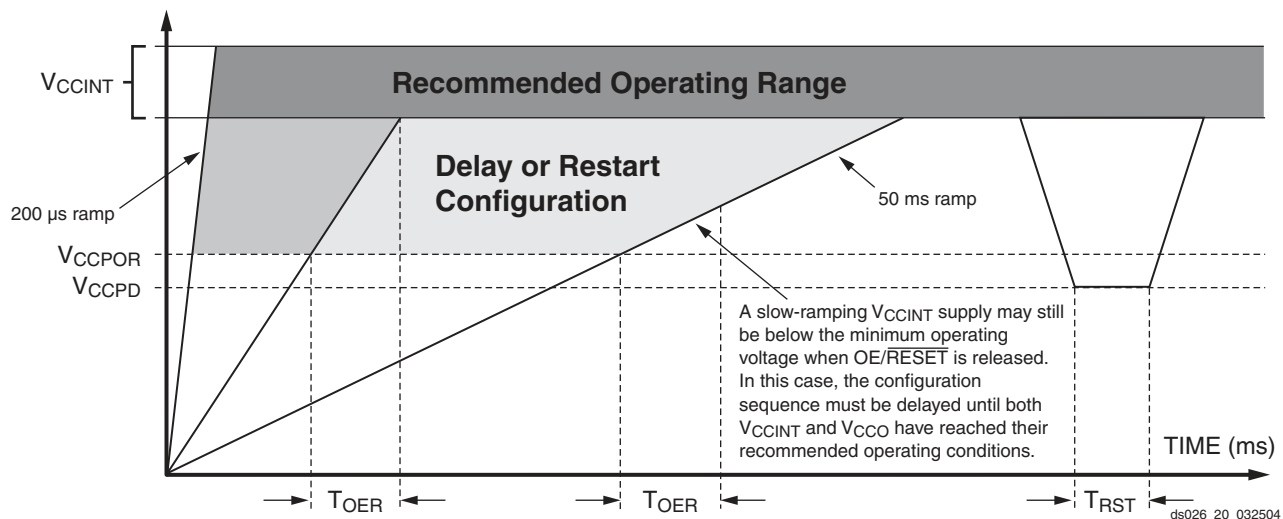 VCCINT
Recommended Operating Range
Delay or Restart
Configuration
200 µs ramp
50 ms ramp
VCCPOR
VCCPD
A slow-ramping VCCINT supply may still
be below the minimum operating
voltage when OE/RESET is released.
In this case, the configuration
sequence must be delayed until both
VCCINT and VCCO have reached their
recommended operating conditions.
TIME (ms)
TOER
TOER
TRST
ds026_20_032504